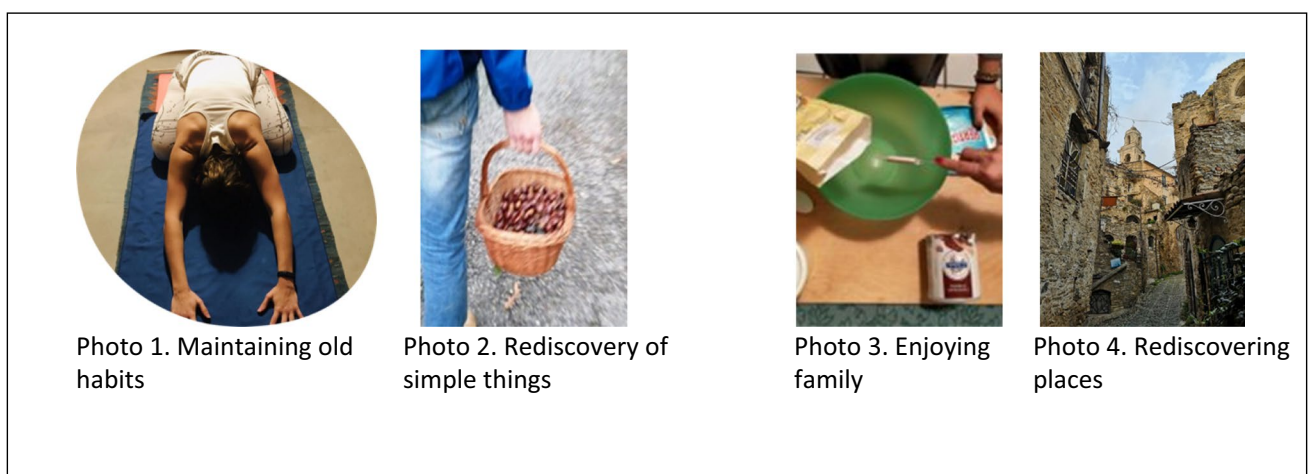 Photo 1. Maintaining old
habits
Photo 2. Rediscovery of
simple things
Photo 3. Enjoying
family
Photo 4. Rediscovering
places